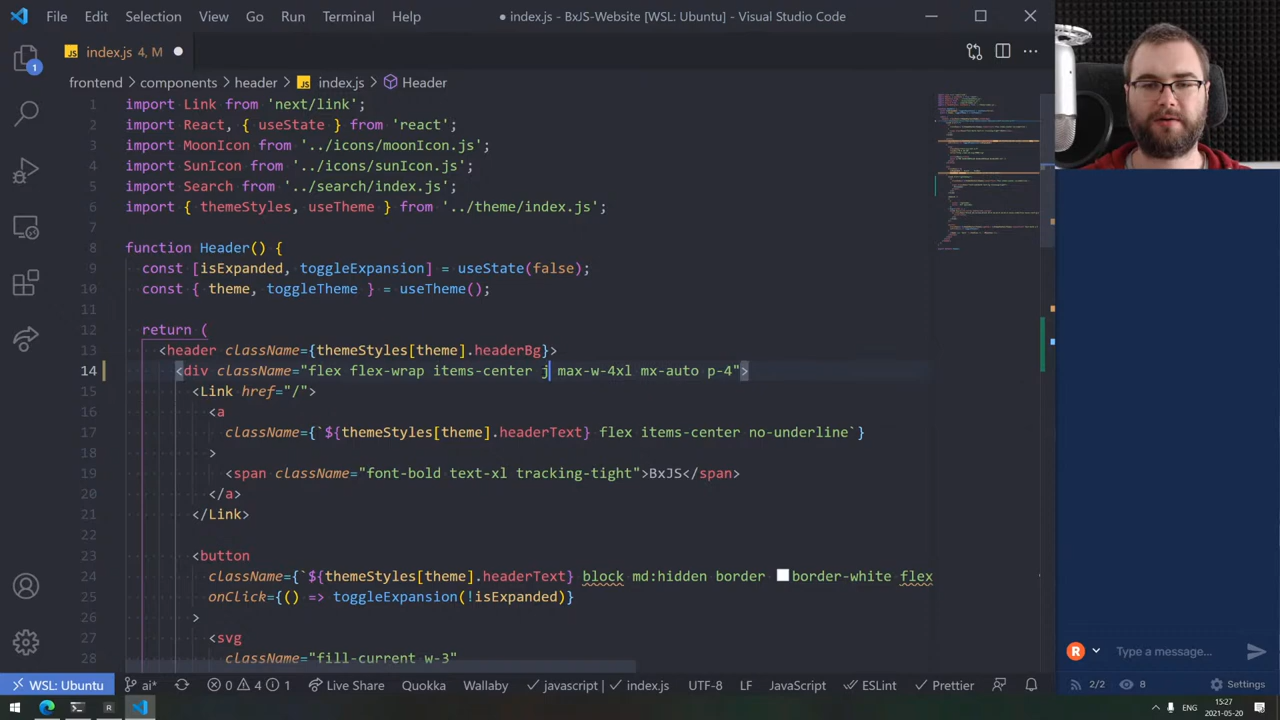 File Edit Selection View Go Run Terminal Help
● index.js - BxJS-Website [WSL: Ubuntu] - Visual Studio Code
JS index.js 4, M
frontend > components > header > JS index.js > Header
1 import Link from 'next/link';
2 import React, { useState } from 'react';
3 import MoonIcon from '../icons/moonIcon.js';
4 import SunIcon from '../icons/sunIcon.js';
5 import Search from '../search/index.js';
6 import { themeStyles, useTheme } from '../theme/index.js';
7
8 function Header() {
9 const [isExpanded, toggleExpansion] = useState(false);
10 const { theme, toggleTheme } = useTheme();
11
12 return (
13 <header className={themeStyles[theme].headerBg}>
14 <div className="flex flex-wrap items-center j max-w-4xl mx-auto p-4">
15 <Link href="/">
16 <a
17 className={`${themeStyles[theme].headerText} flex items-center no-underline`}
18 >
19 <span className="font-bold text-xl tracking-tight">BxJS</span>
20 </a>
21 </Link>
22
23 <button
24 className={`${themeStyles[theme].headerText} block md:hidden border border-white flex
25 onClick={() => toggleExpansion(!isExpanded)}
26 >
27 <svg
28 className="fill-current w-3"
1
R Type a message...
2/2 8 Settings
WSL: Ubuntu ai* 0 4 1 Live Share Quokka Wallaby javascript | index.js UTF-8 LF JavaScript ESLint Prettier
ENG 15:27
2021-05-20